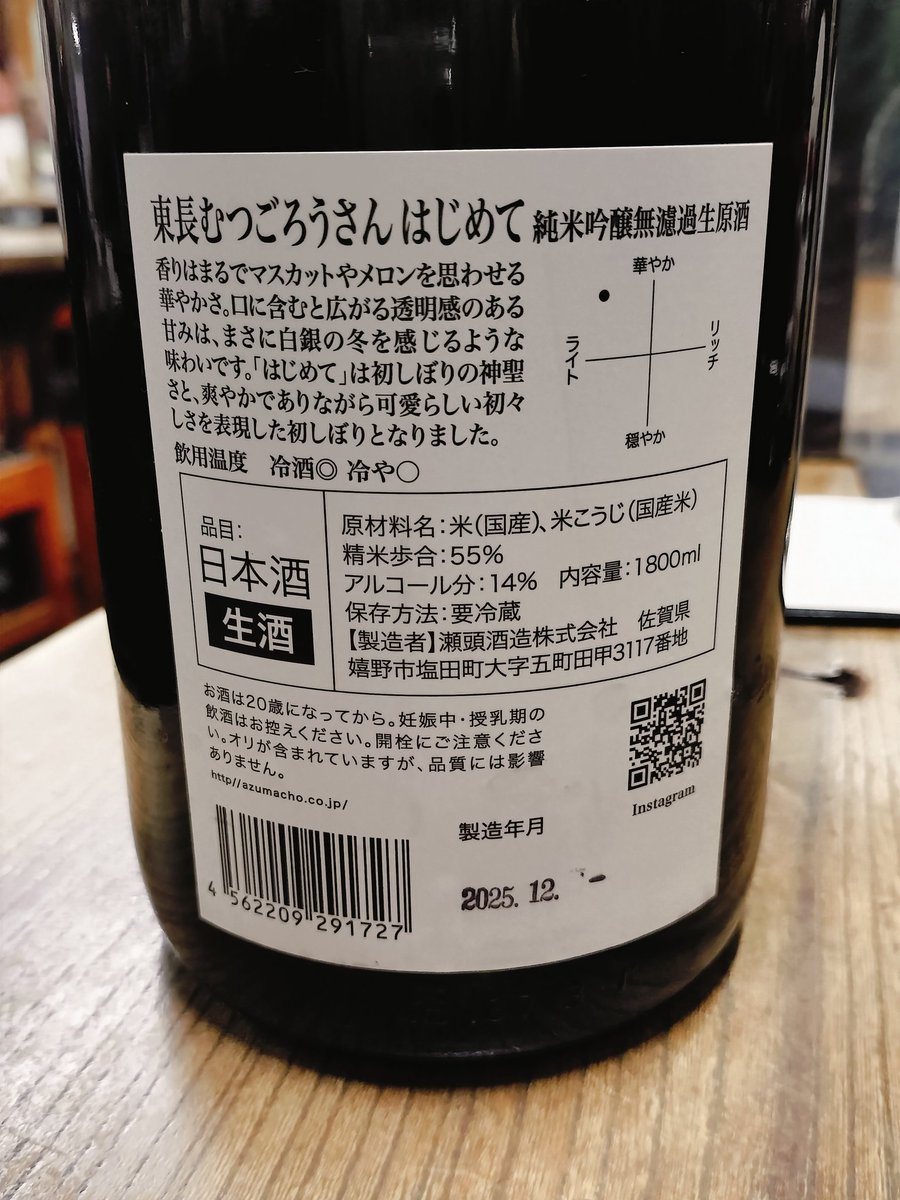 東長むつごろうさん はじめて 純米吟醸無濾過生原酒
香りはまるでマスカットやメロンを思わせる
華やかさ。口に含むと広がる透明感のある
甘みは、まさに白銀の冬を感じるような
味わいです。「はじめて」は初しぼりの神聖
さと、爽やかでありながら可愛らしい初々
しさを表現した初しぼりとなりました。
華やか
ライト
リッチ
穏やか
飲用温度 冷酒◎ 冷や○
品目:
日本酒
生酒
原材料名:米(国産)、米こうじ(国産米)
精米歩合:55%
アルコール分:14% 内容量:1800ml
保存方法:要冷蔵
【製造者】瀬頭酒造株式会社 佐賀県
嬉野市塩田町大字五町田甲3117番地
お酒は20歳になってから。妊娠中・授乳期の
飲酒はお控えください。開栓にご注意くださ
い。オリが含まれていますが、品質には影響
ありません。
http//azumacho.co.jp/
Instagram
製造年月
2025. 12.
4 562209 291727